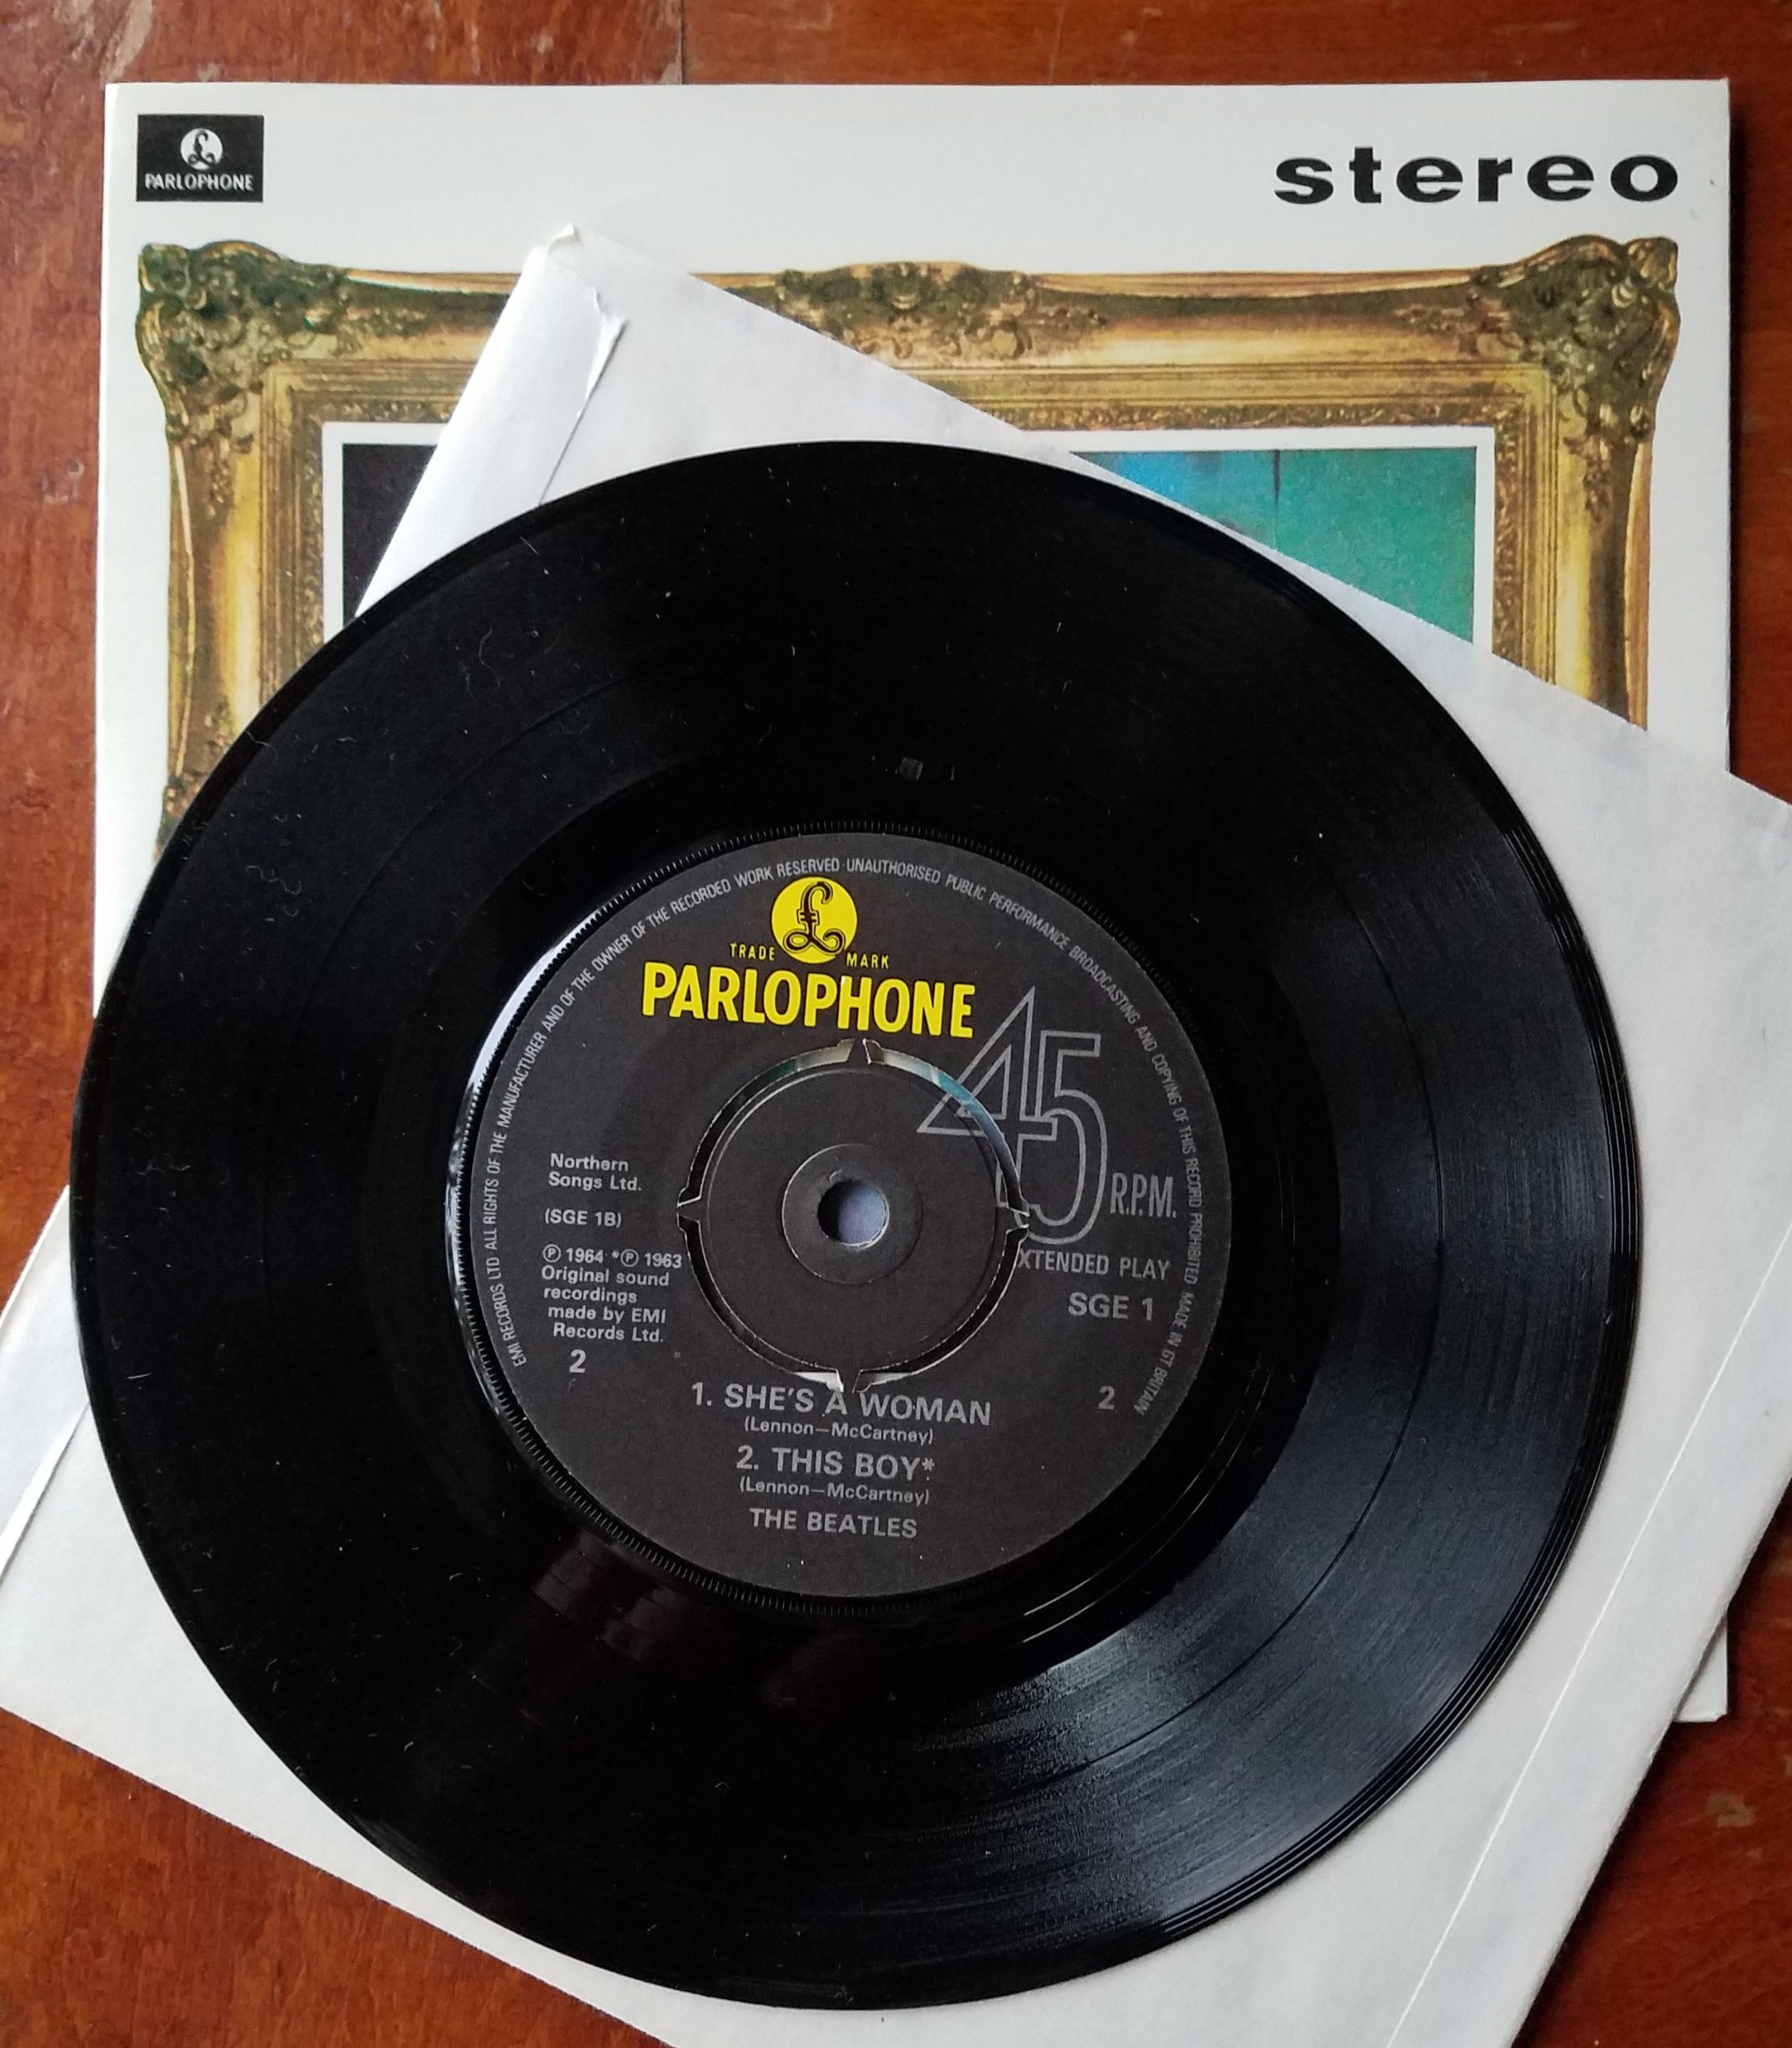 PARLOPHONE
stereo
EMI RECORDS LTD ALL RIGHTS OF THE MANUFACTURER AND OF THE OWNER OF THE RECORDED WORK RESERVED · UNAUTHORISED PUBLIC PERFORMANCE BROADCASTING AND COPYING OF THIS RECORD PROHIBITED MADE IN GT BRITAIN
£
TRADE MARK
PARLOPHONE
45 R.P.M.
XTENDED PLAY
SGE 1
2
Northern
Songs Ltd.
(SGE 1B)
℗ 1964 *℗ 1963
Original sound
recordings
made by EMI
Records Ltd.
2
1. SHE'S A WOMAN
(Lennon—McCartney)
2. THIS BOY*
(Lennon—McCartney)
THE BEATLES